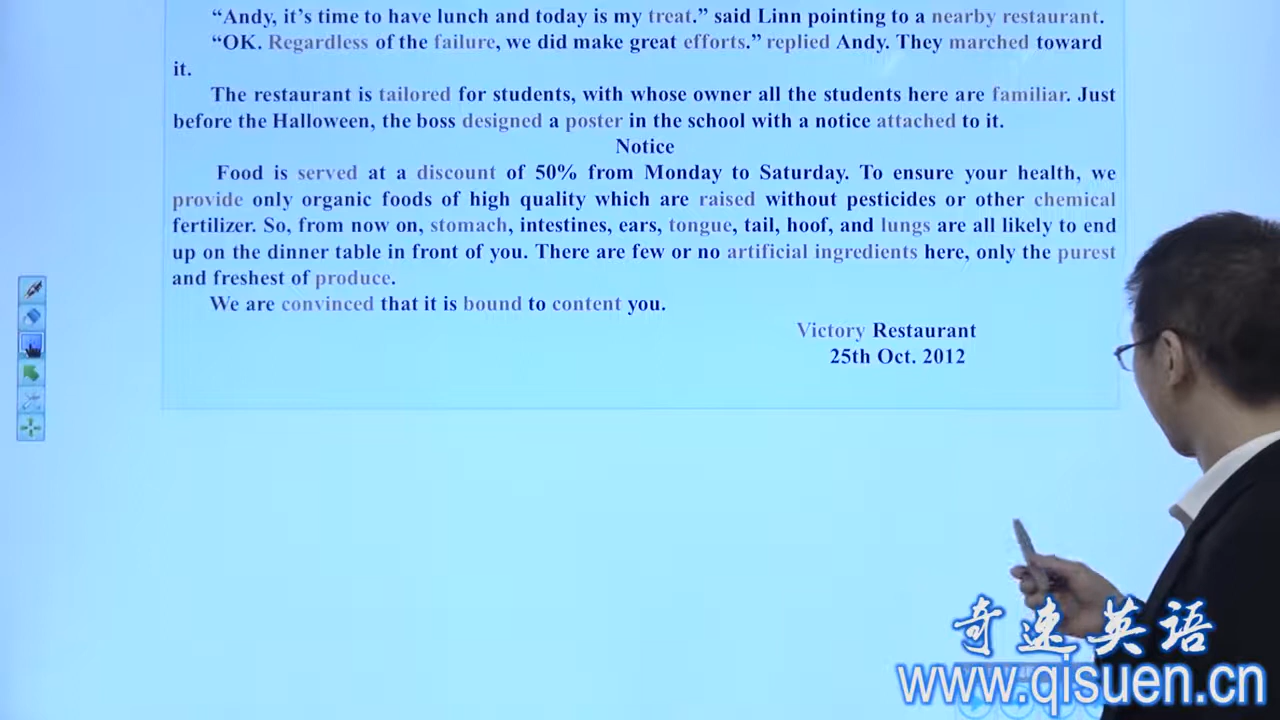 “Andy, it’s time to have lunch and today is my treat.” said Linn pointing to a nearby restaurant.
“OK. Regardless of the failure, we did make great efforts.” replied Andy. They marched toward
it.
The restaurant is tailored for students, with whose owner all the students here are familiar. Just
before the Halloween, the boss designed a poster in the school with a notice attached to it.
Notice
Food is served at a discount of 50% from Monday to Saturday. To ensure your health, we
provide only organic foods of high quality which are raised without pesticides or other chemical
fertilizer. So, from now on, stomach, intestines, ears, tongue, tail, hoof, and lungs are all likely to end
up on the dinner table in front of you. There are few or no artificial ingredients here, only the purest
and freshest of produce.
We are convinced that it is bound to content you.
Victory Restaurant
25th Oct. 2012
奇速英语
www.qisuen.cn